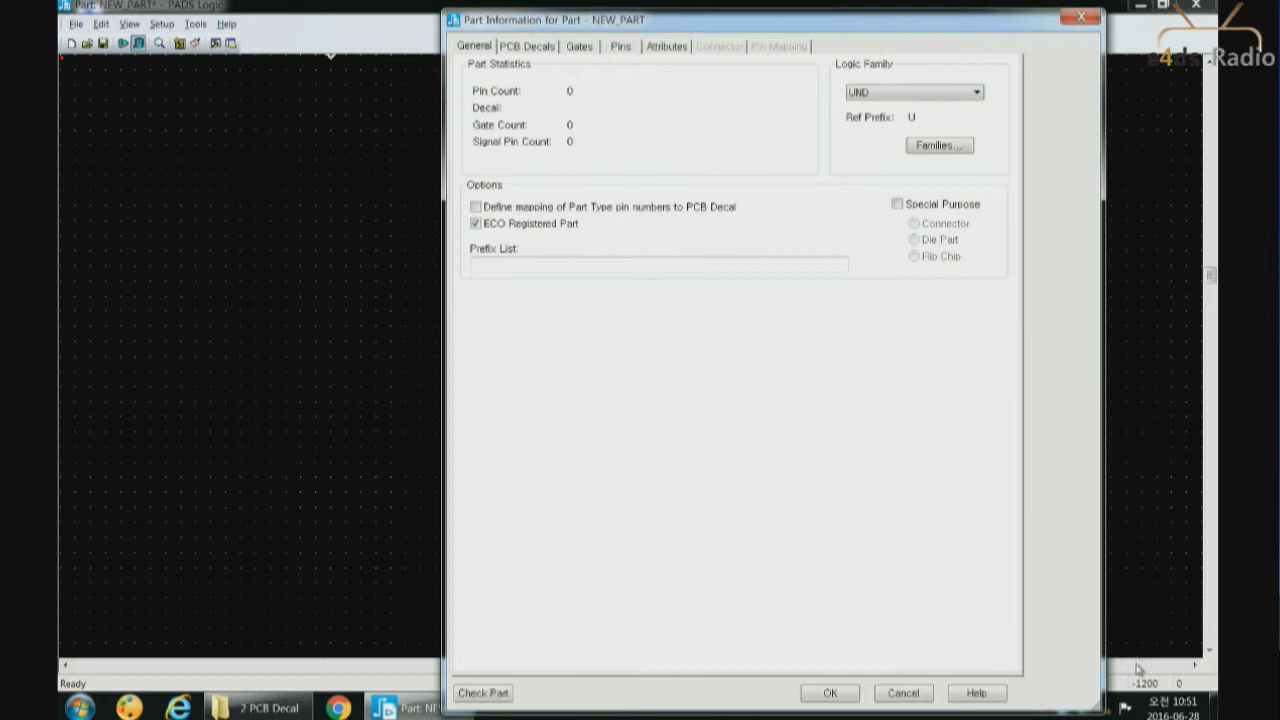 Part: NEW_PART* - PADS Logic
File Edit View Setup Tools Help
Part Information for Part - NEW_PART
General PCB Decals Gates Pins Attributes Connector Pin Mapping
Part Statistics
Pin Count: 0
Decal:
Gate Count: 0
Signal Pin Count: 0
Logic Family
UND
Ref Prefix: U
Families...
Options
Define mapping of Part Type pin numbers to PCB Decal
ECO Registered Part
Prefix List:
Special Purpose
Connector
Die Part
Flip Chip
Check Part
OK
Cancel
Help
e4ds Radio
Ready
-1200 0
2 PCB Decal
Part: NE
오전 10:51
2016-06-28